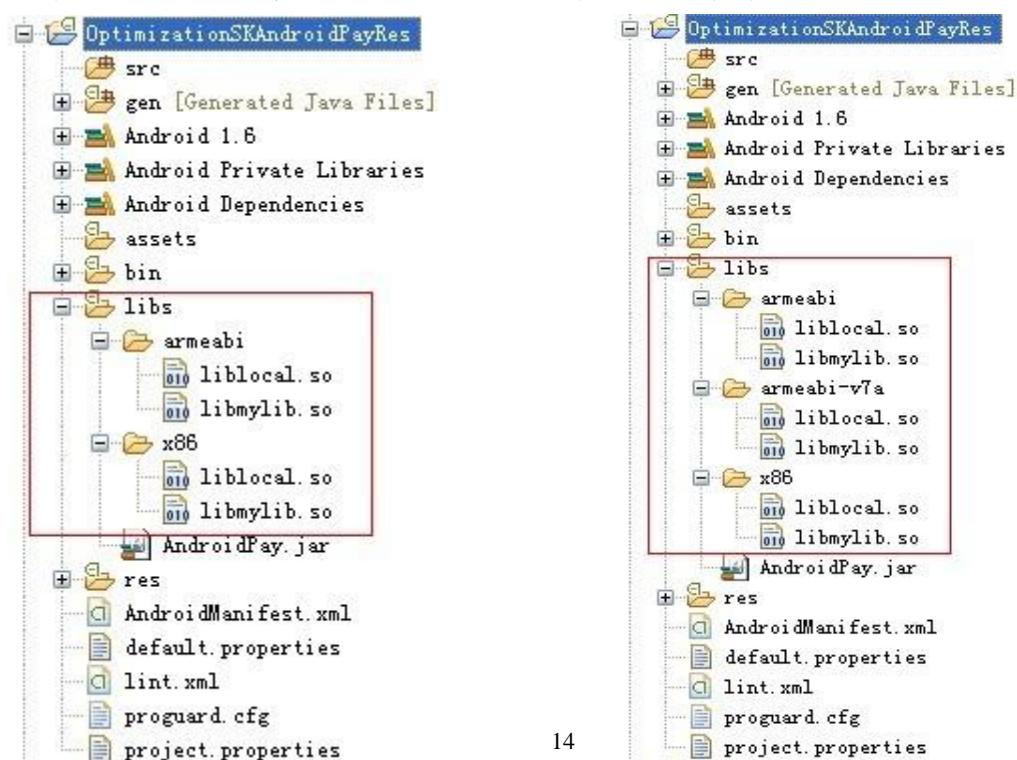 OptimizationSKAndroidPayRes
src
gen [Generated Java Files]
Android 1.6
Android Private Libraries
Android Dependencies
assets
bin
libs
armeabi
liblocal.so
libmylib.so
x86
liblocal.so
libmylib.so
AndroidPay.jar
res
AndroidManifest.xml
default.properties
lint.xml
proguard.cfg
project.properties
14
OptimizationSKAndroidPayRes
src
gen [Generated Java Files]
Android 1.6
Android Private Libraries
Android Dependencies
assets
bin
libs
armeabi
liblocal.so
libmylib.so
armeabi-v7a
liblocal.so
libmylib.so
x86
liblocal.so
libmylib.so
AndroidPay.jar
res
AndroidManifest.xml
default.properties
lint.xml
proguard.cfg
project.properties